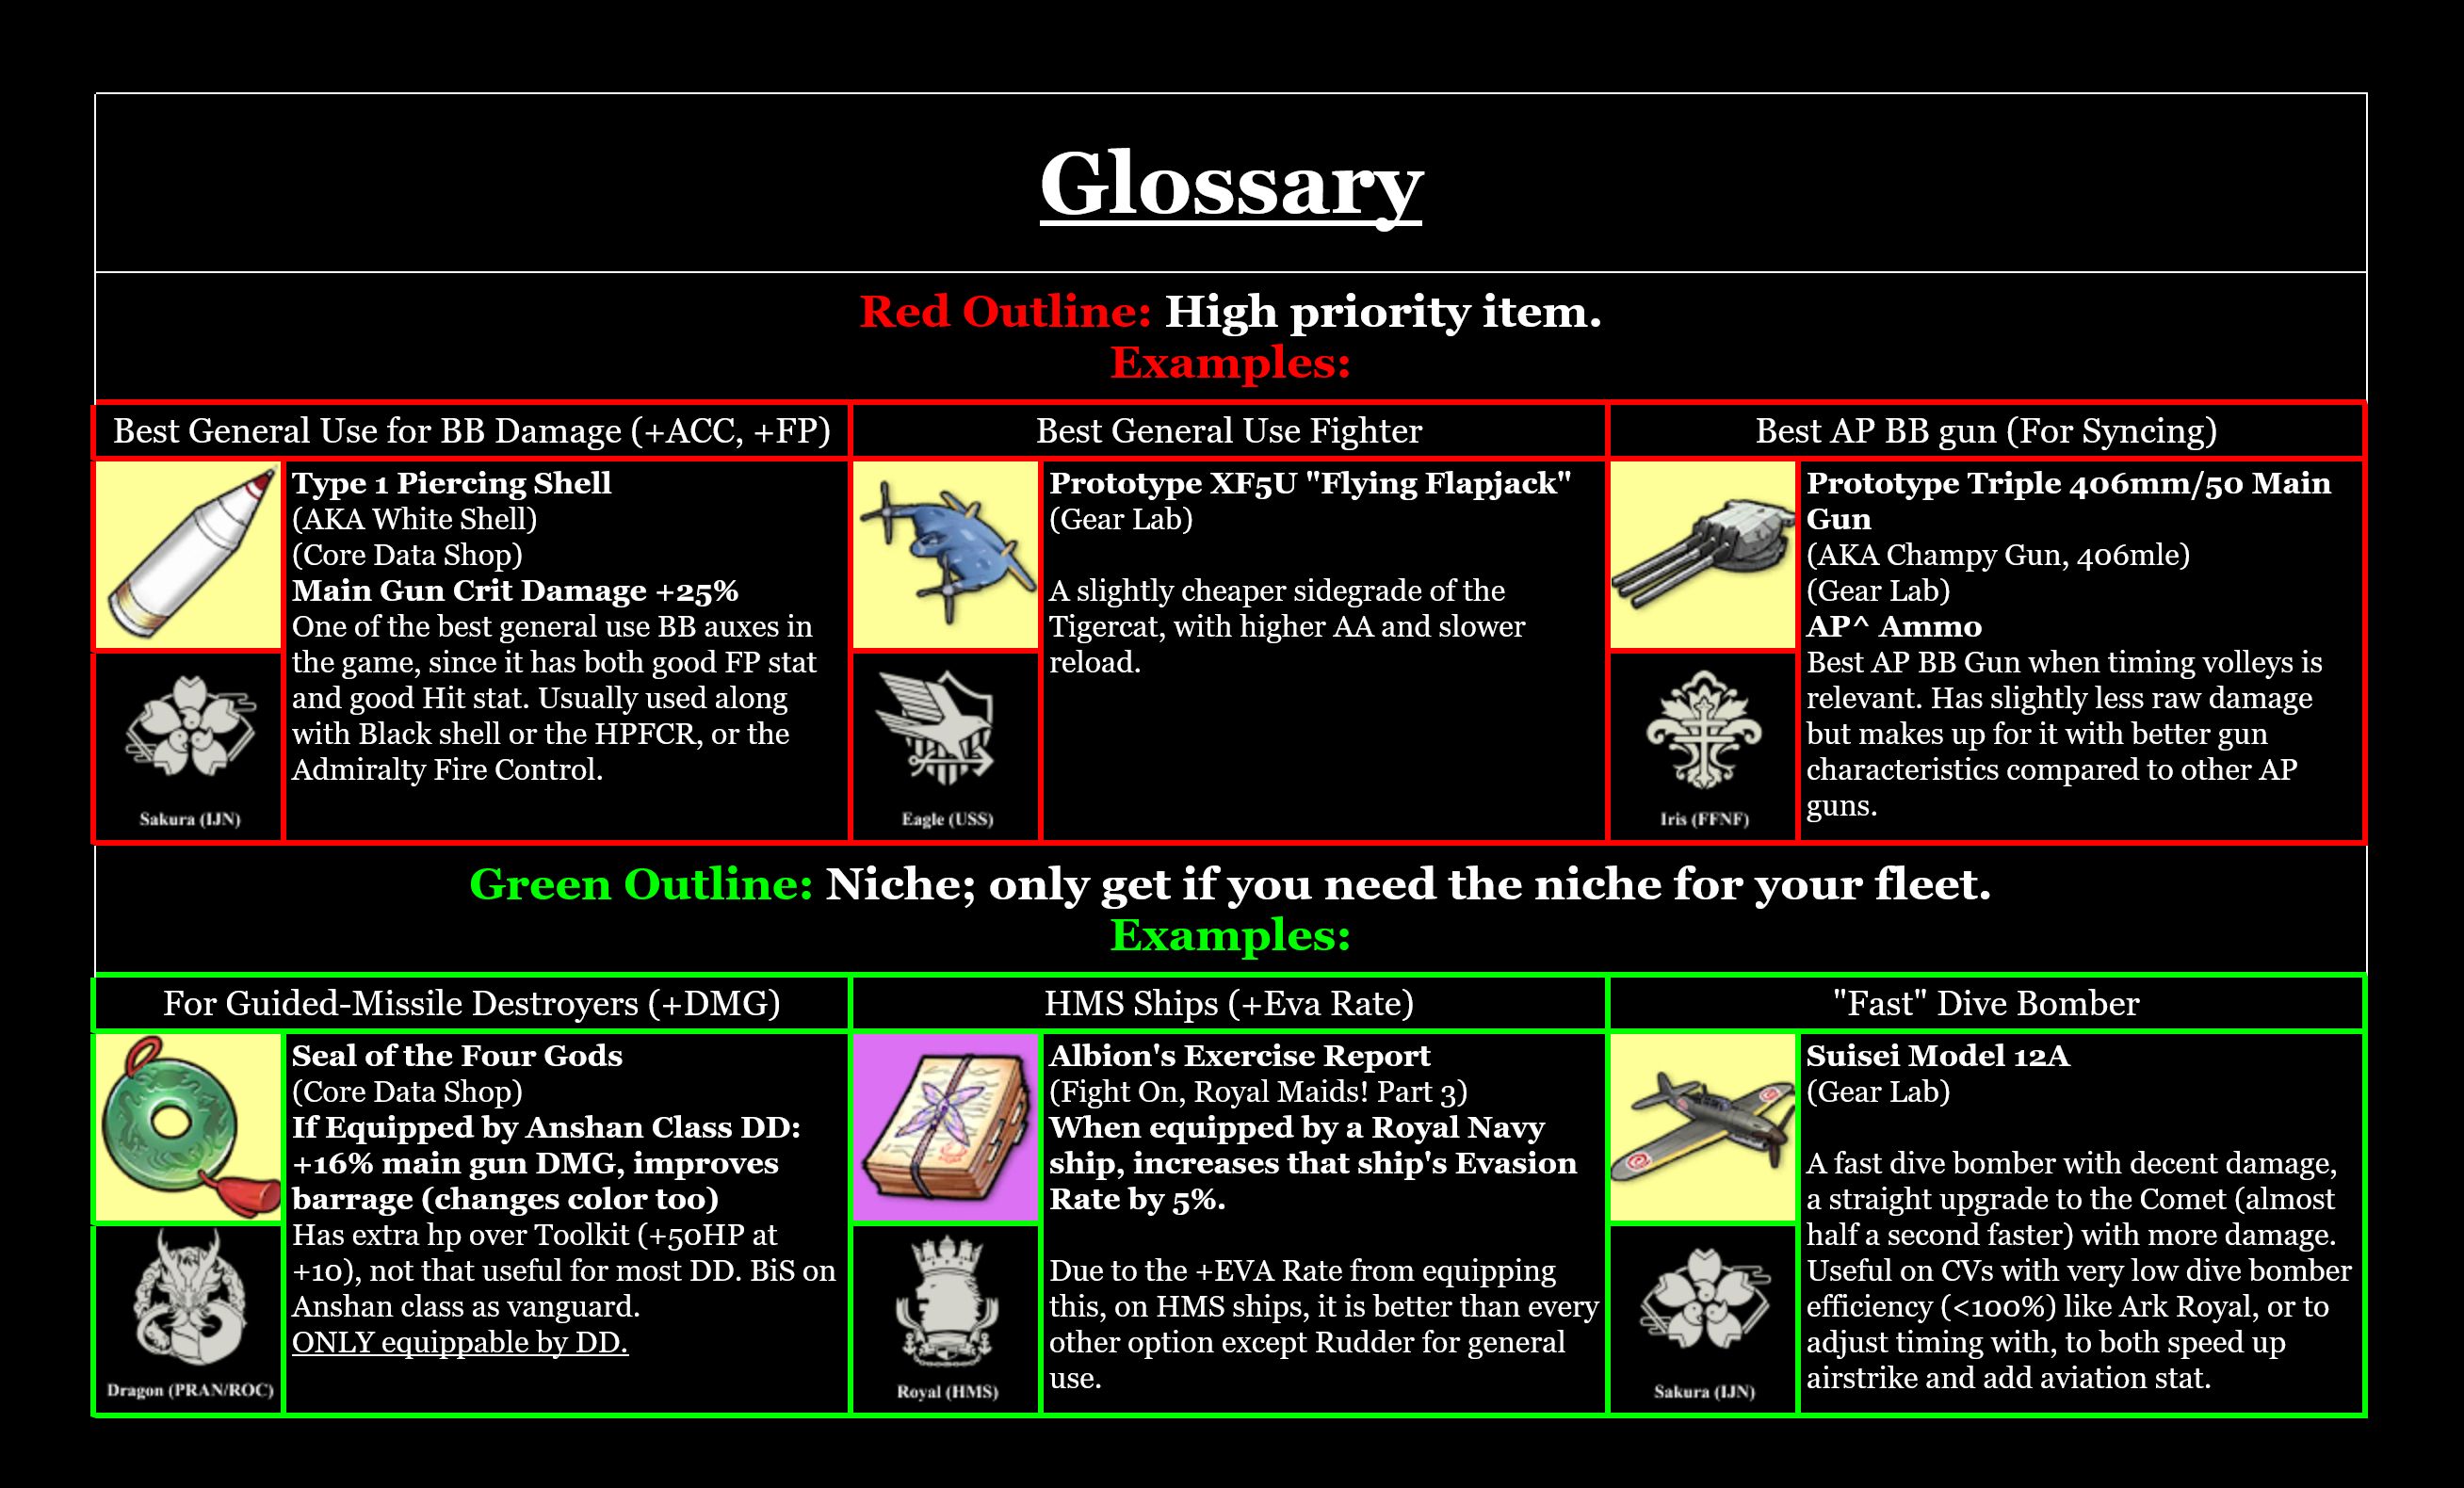 Glossary
Red Outline: High priority item.
Examples:
Best General Use for BB Damage (+ACC, +FP)
Type 1 Piercing Shell
(AKA White Shell)
(Core Data Shop)
Main Gun Crit Damage +25%
One of the best general use BB auxes in
the game, since it has both good FP stat
and good Hit stat. Usually used along
with Black shell or the HPFCR, or the
Admiralty Fire Control.
Sakura (IJN)
Best General Use Fighter
Prototype XF5U "Flying Flapjack"
(Gear Lab)
A slightly cheaper sidegrade of the
Tigercat, with higher AA and slower
reload.
Eagle (USS)
Best AP BB gun (For Syncing)
Prototype Triple 406mm/50 Main
Gun
(AKA Champy Gun, 406mle)
(Gear Lab)
AP^ Ammo
Best AP BB Gun when timing volleys is
relevant. Has slightly less raw damage
but makes up for it with better gun
characteristics compared to other AP
guns.
Iris (FFNF)
Green Outline: Niche; only get if you need the niche for your fleet.
Examples:
For Guided-Missile Destroyers (+DMG)
Seal of the Four Gods
(Core Data Shop)
If Equipped by Anshan Class DD:
+16% main gun DMG, improves
barrage (changes color too)
Has extra hp over Toolkit (+50HP at
+10), not that useful for most DD. BiS on
Anshan class as vanguard.
ONLY equippable by DD.
Dragon (PRAN/ROC)
HMS Ships (+Eva Rate)
Albion's Exercise Report
(Fight On, Royal Maids! Part 3)
When equipped by a Royal Navy
ship, increases that ship's Evasion
Rate by 5%.
Due to the +EVA Rate from equipping
this, on HMS ships, it is better than every
other option except Rudder for general
use.
Royal (HMS)
"Fast" Dive Bomber
Suisei Model 12A
(Gear Lab)
A fast dive bomber with decent damage,
a straight upgrade to the Comet (almost
half a second faster) with more damage.
Useful on CVs with very low dive bomber
efficiency (<100%) like Ark Royal, or to
adjust timing with, to both speed up
airstrike and add aviation stat.
Sakura (IJN)